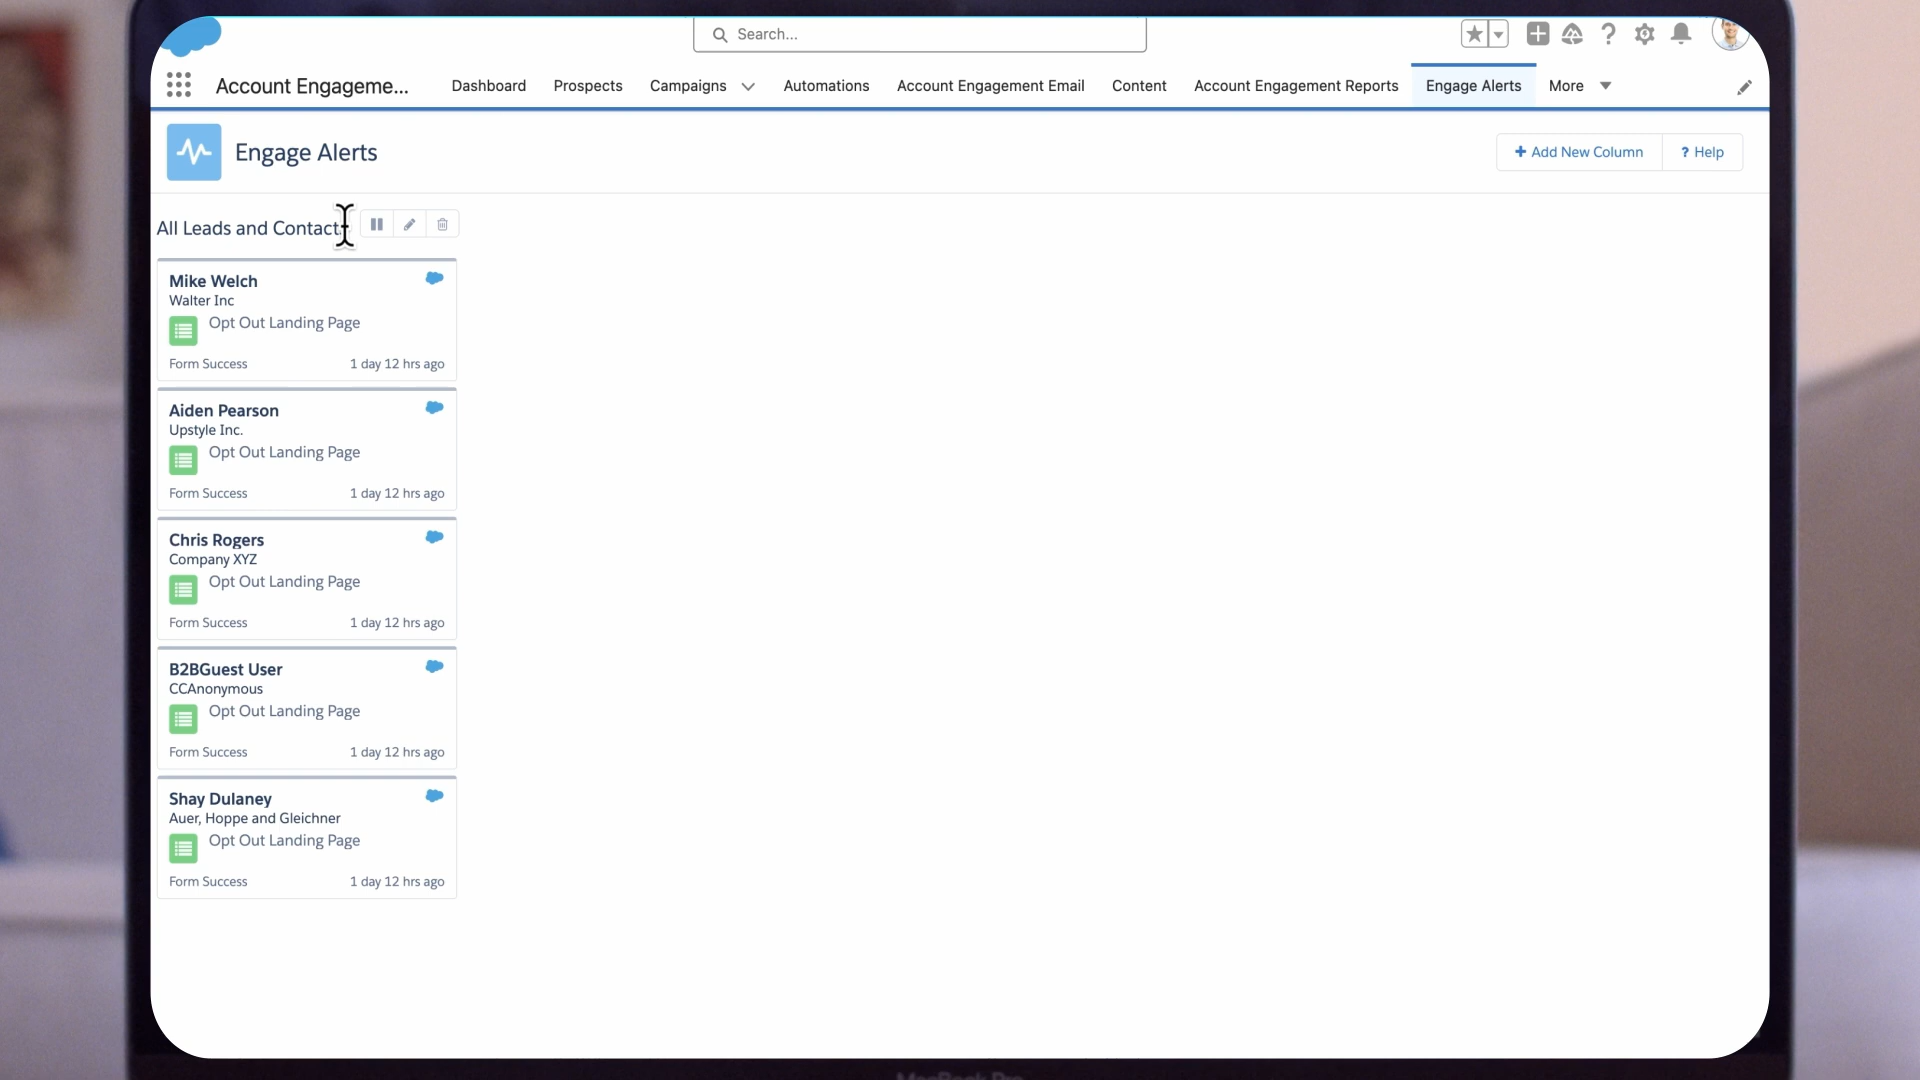 Search...
Account Engageme...
Dashboard
Prospects
Campaigns
Automations
Account Engagement Email
Content
Account Engagement Reports
Engage Alerts
More
Engage Alerts
Add New Column
? Help
All Leads and Contact
Mike Welch
Walter Inc
Opt Out Landing Page
Form Success 1 day 12 hrs ago
Aiden Pearson
Upstyle Inc.
Opt Out Landing Page
Form Success 1 day 12 hrs ago
Chris Rogers
Company XYZ
Opt Out Landing Page
Form Success 1 day 12 hrs ago
B2BGuest User
CCAnonymous
Opt Out Landing Page
Form Success 1 day 12 hrs ago
Shay Dulaney
Auer, Hoppe and Gleichner
Opt Out Landing Page
Form Success 1 day 12 hrs ago
MacBook Pro